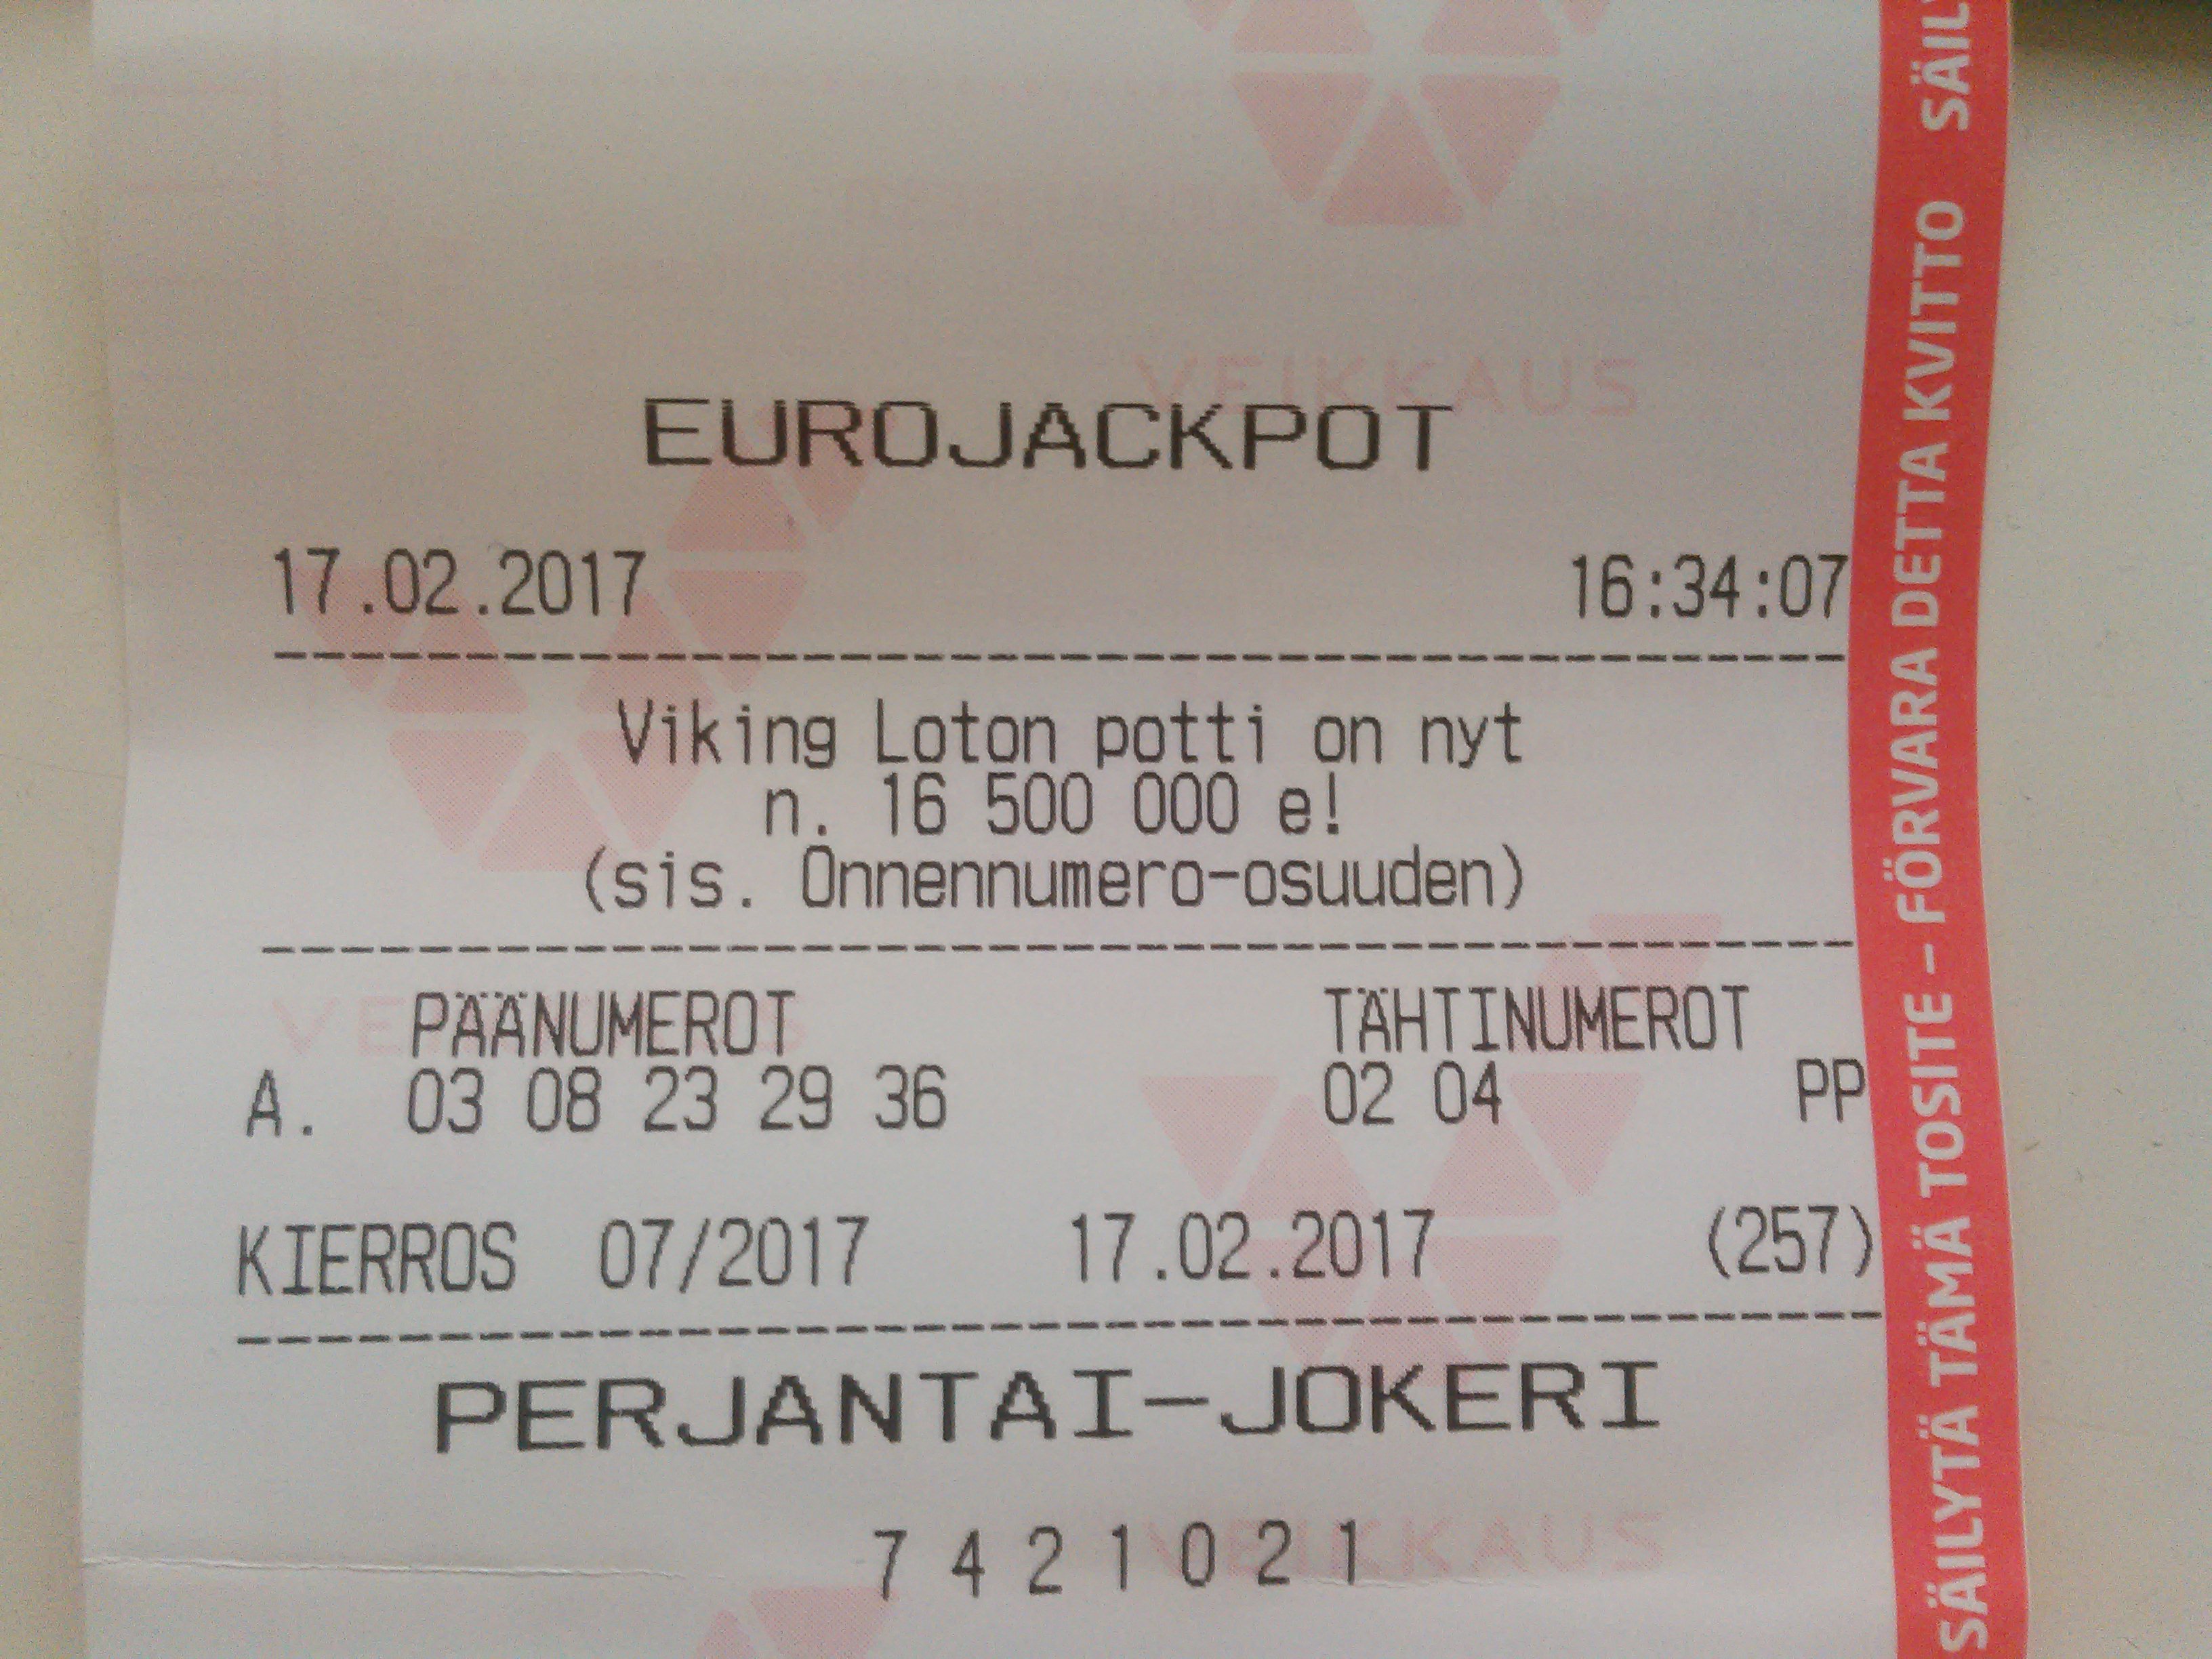 VEIKKAUS
EUROJACKPOT
17.02.2017 16:34:07
Viking Loton potti on nyt
n. 16 500 000 e!
(sis. Onnennumero-osuuden)
PÄÄNUMEROT TÄHTINUMEROT
A. 03 08 23 29 36 02 04 PP
KIERROS 07/2017 17.02.2017 (257)
PERJANTAI-JOKERI
7 4 2 1 0 2 1
VEIKKAUS
SÄILYTÄ TÄMÄ TOSITE – FÖRVARA DETTA KVITTO